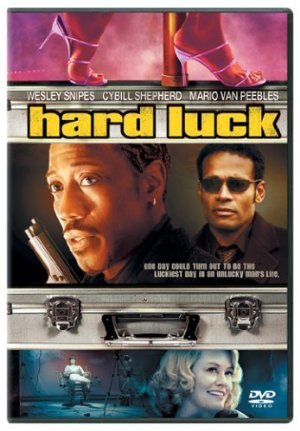 WESLEY SNIPES CYBILL SHEPHERD MARIO VAN PEEBLES
hard luck
ONE DAY COULD TURN OUT TO BE THE
LUCKIEST DAY IN AN UNLUCKY MAN'S LIFE.
DVD
VIDEO